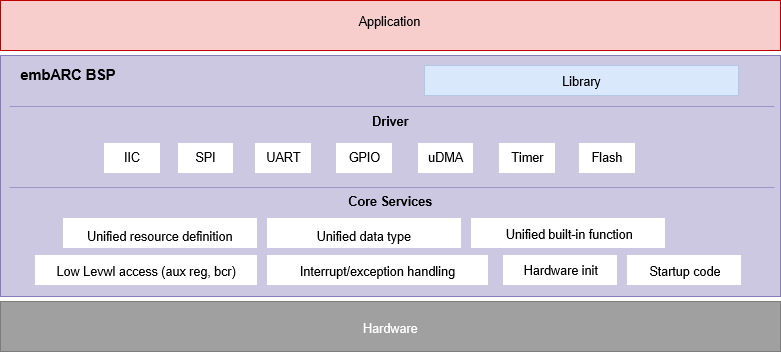 Application
embARC BSP
Library
Driver
IIC
SPI
UART
GPIO
uDMA
Timer
Flash
Core Services
Unified resource definition
Unified data type
Unified built-in function
Low Levwl access (aux reg, bcr)
Interrupt/exception handling
Hardware init
Startup code
Hardware